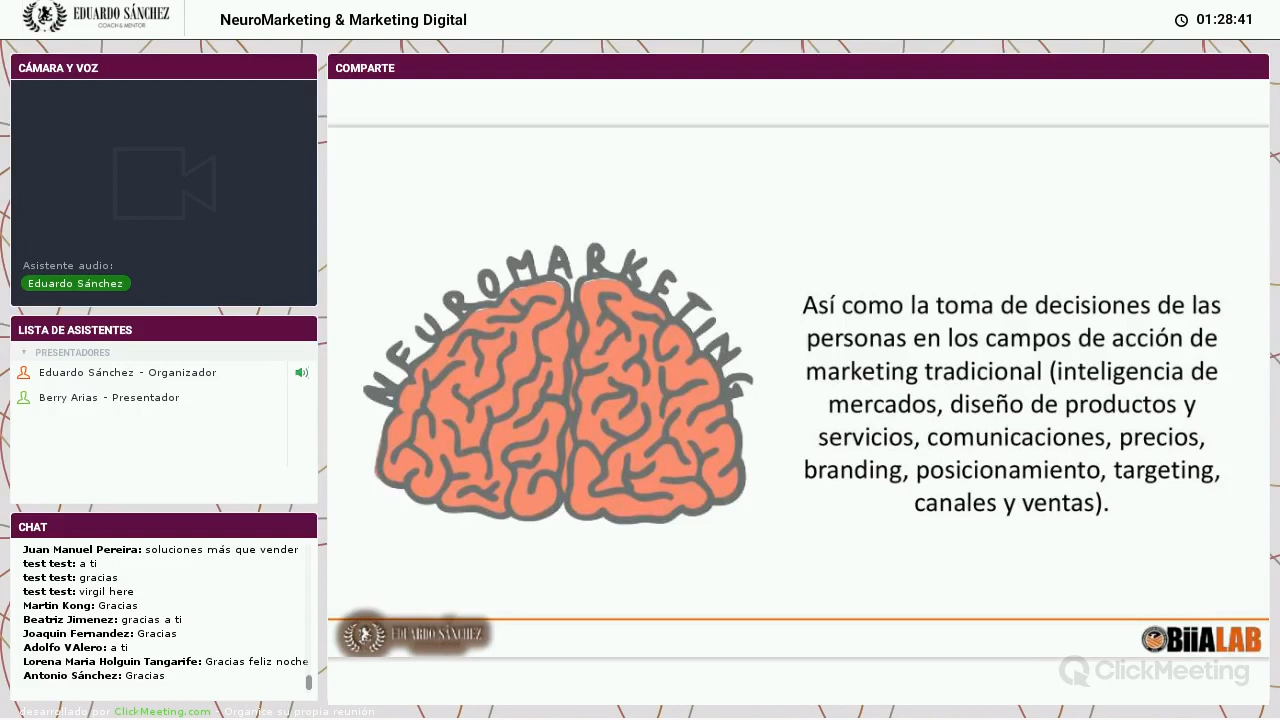 EDUARDO SÁNCHEZ
COACH & MENTOR
NeuroMarketing & Marketing Digital
01:28:41
CÁMARA Y VOZ
Asistente audio:
Eduardo Sánchez
LISTA DE ASISTENTES
PRESENTADORES
Eduardo Sánchez - Organizador
Berry Arias - Presentador
CHAT
Juan Manuel Pereira: soluciones más que vender
test test: a ti
test test: gracias
test test: virgil here
Martin Kong: Gracias
Beatriz Jimenez: gracias a ti
Joaquin Fernandez: Gracias
Adolfo VAlero: a ti
Lorena Maria Holguin Tangarife: Gracias feliz noche
Antonio Sánchez: Gracias
desarrollado por ClickMeeting.com - Organice su propia reunión
COMPARTE
NEUROMARKETING
Así como la toma de decisiones de las
personas en los campos de acción de
marketing tradicional (inteligencia de
mercados, diseño de productos y
servicios, comunicaciones, precios,
branding, posicionamiento, targeting,
canales y ventas).
EDUARDO SÁNCHEZ
BiiALAB
ClickMeeting